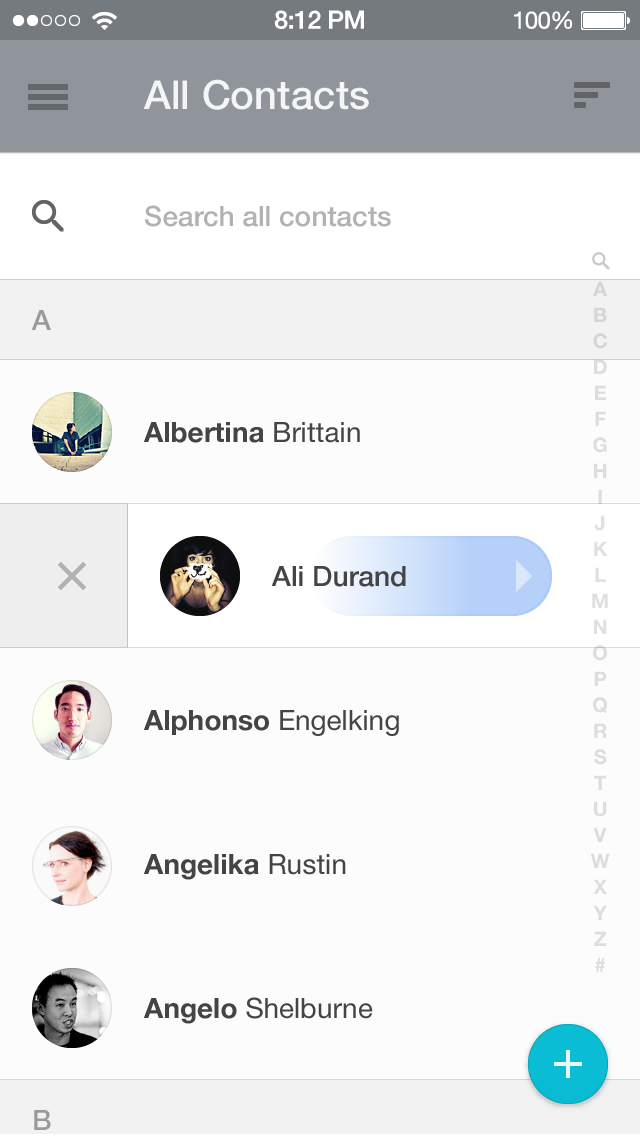 8:12 PM
100%
All Contacts
Search all contacts
A
Albertina Brittain
Ali Durand
Alphonso Engelking
Angelika Rustin
Angelo Shelburne
B
A
B
C
D
E
F
G
H
I
J
K
L
M
N
O
P
Q
R
S
T
U
V
W
X
Y
Z
#